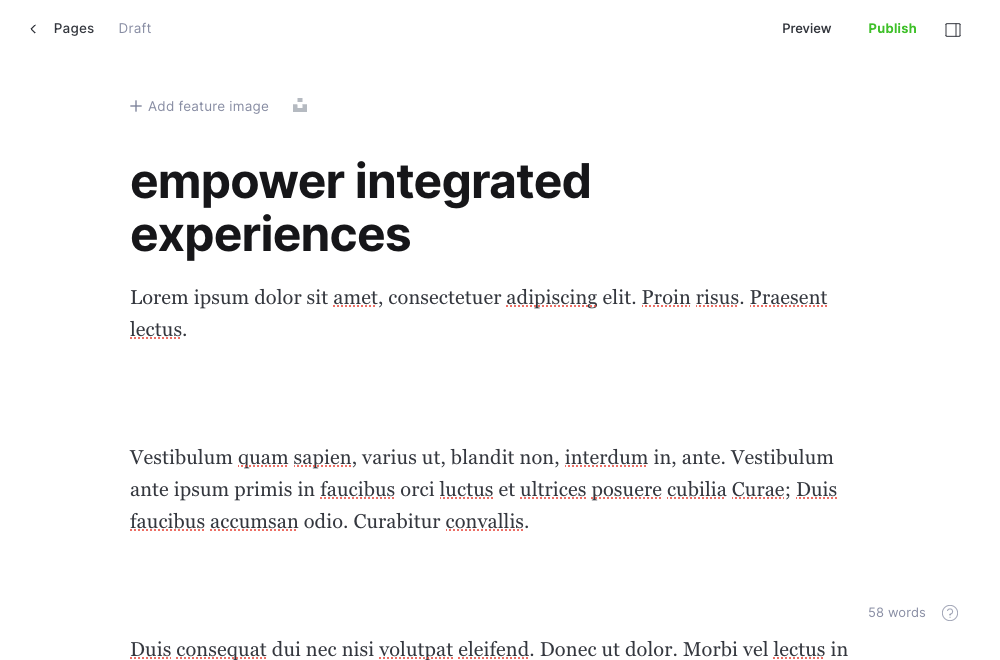 Pages Draft Preview Publish
Add feature image
empower integrated
experiences
Lorem ipsum dolor sit amet, consectetuer adipiscing elit. Proin risus. Praesent
lectus.
Vestibulum quam sapien, varius ut, blandit non, interdum in, ante. Vestibulum
ante ipsum primis in faucibus orci luctus et ultrices posuere cubilia Curae; Duis
faucibus accumsan odio. Curabitur convallis.
58 words
Duis consequat dui nec nisi volutpat eleifend. Donec ut dolor. Morbi vel lectus in